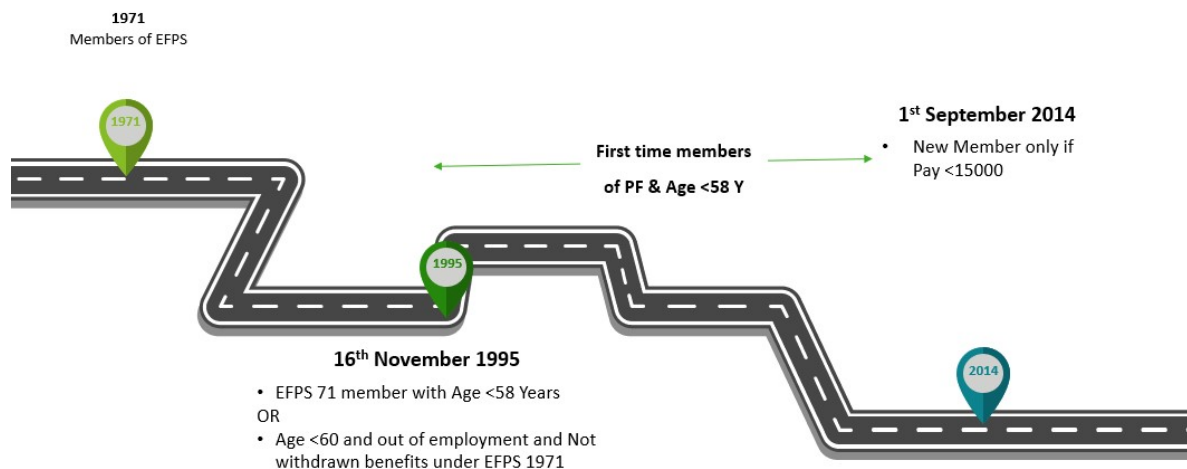 1971
Members of EFPS
1971
1st September 2014
• New Member only if
Pay <15000
First time members
of PF & Age <58 Y
1995
16th November 1995
• EFPS 71 member with Age <58 Years
OR
• Age <60 and out of employment and Not
withdrawn benefits under EFPS 1971
2014